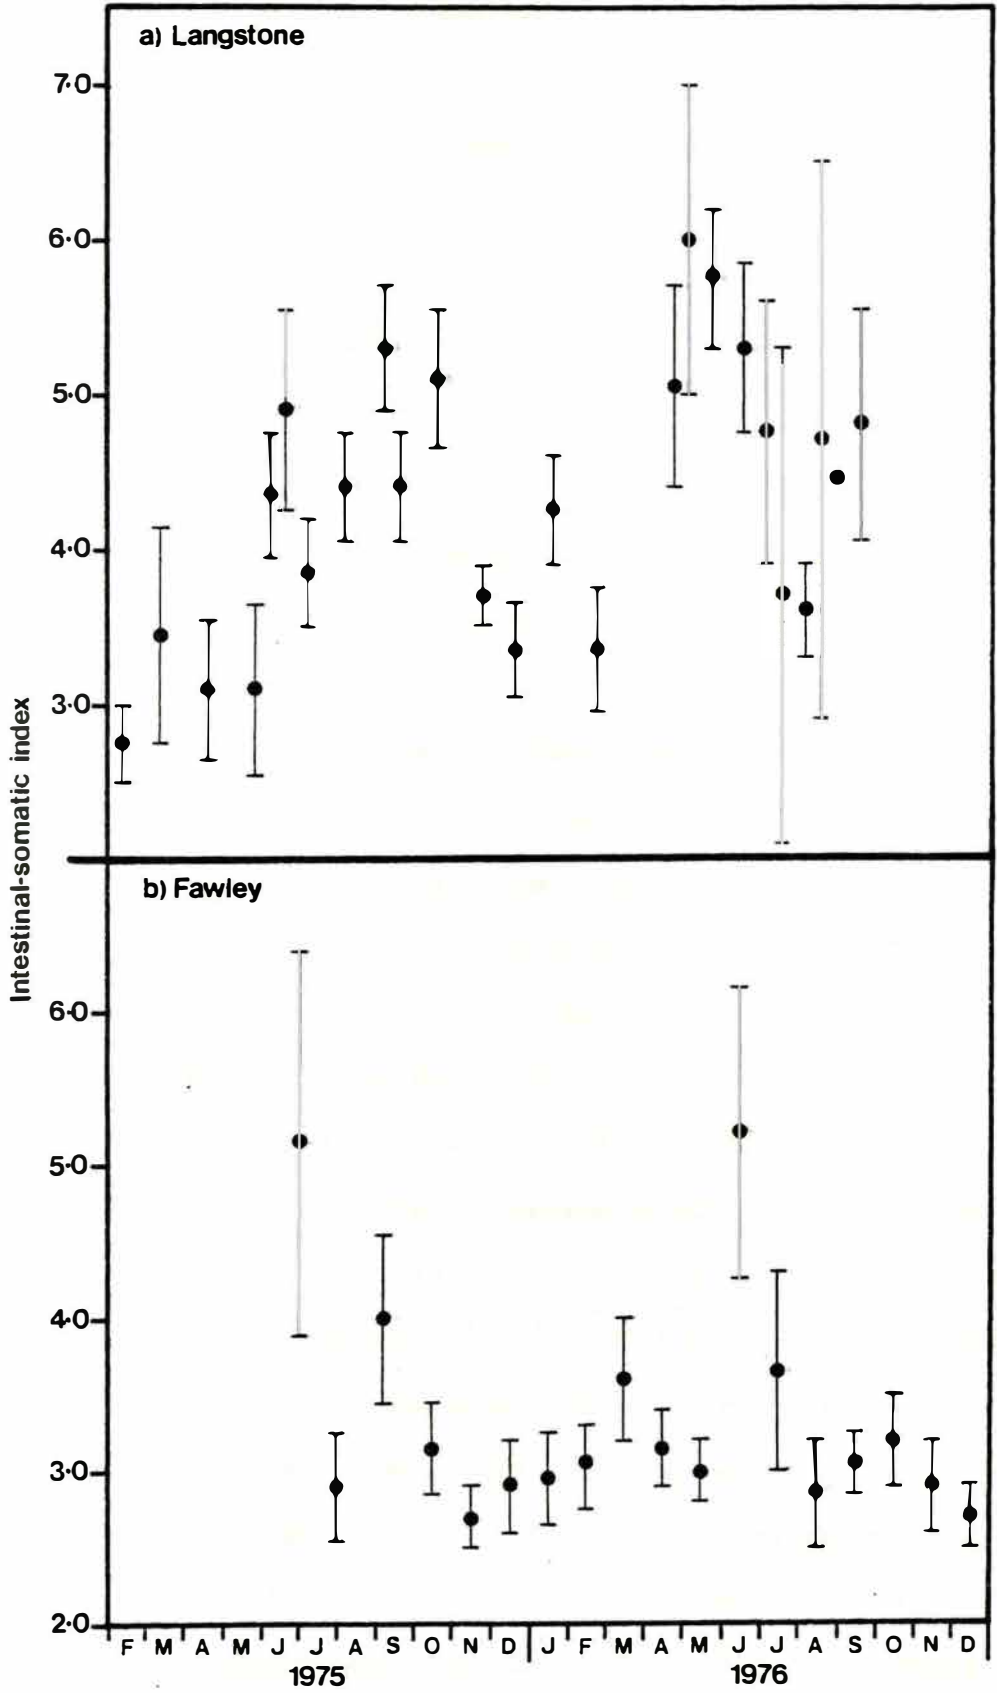 a) Langstone
7·0
6·0
5·0
4·0
3·0
Intestinal-somatic index
b) Fawley
6·0
5·0
4·0
3·0
2·0
F M A M J J A S O N D J F M A M J J A S O N D
1975 1976